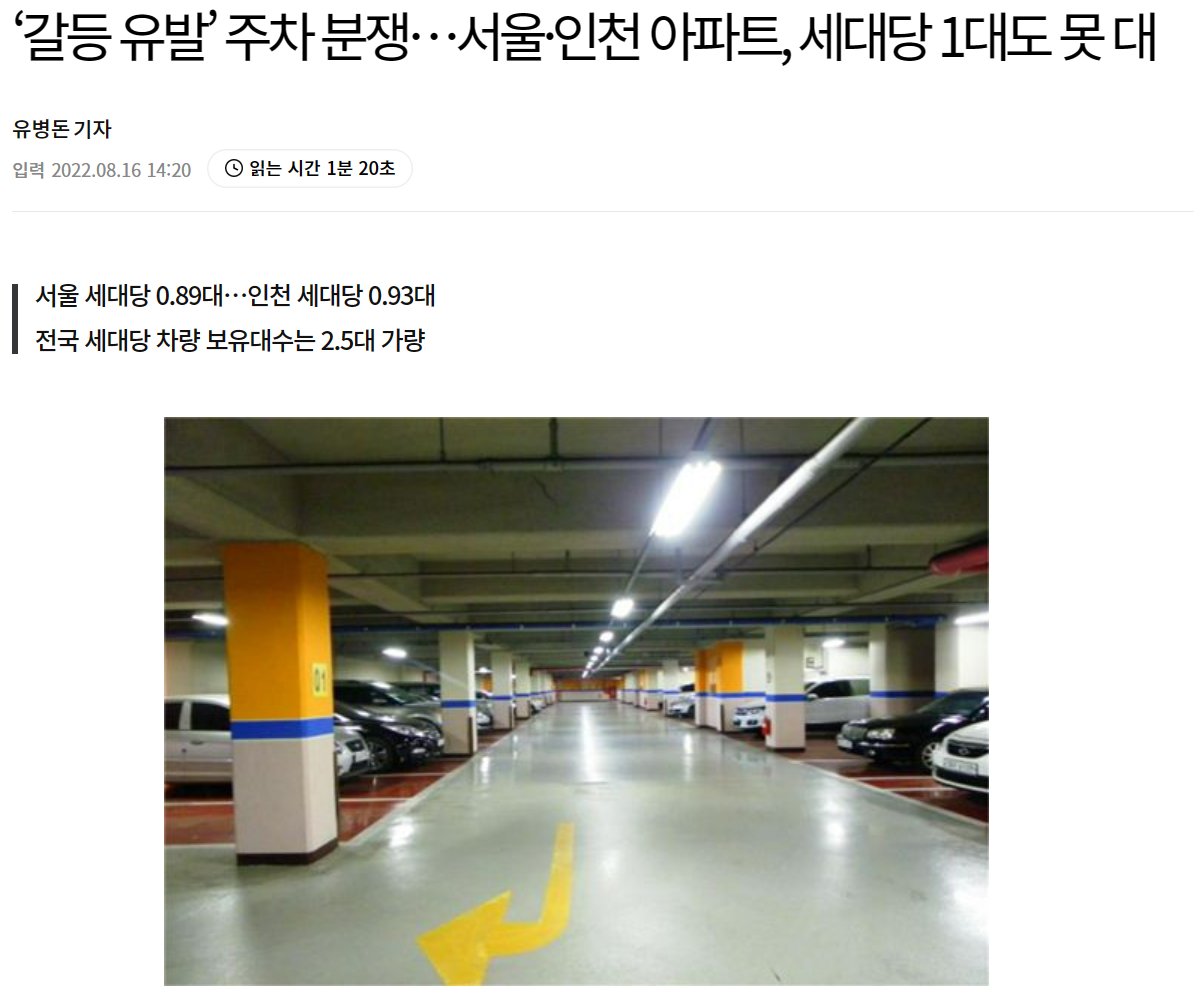 ‘갈등 유발’ 주차 분쟁…서울·인천 아파트, 세대당 1대도 못 대
유병돈 기자
입력 2022.08.16 14:20
읽는 시간 1분 20초
서울 세대당 0.89대…인천 세대당 0.93대
전국 세대당 차량 보유대수는 2.5대 가량
01